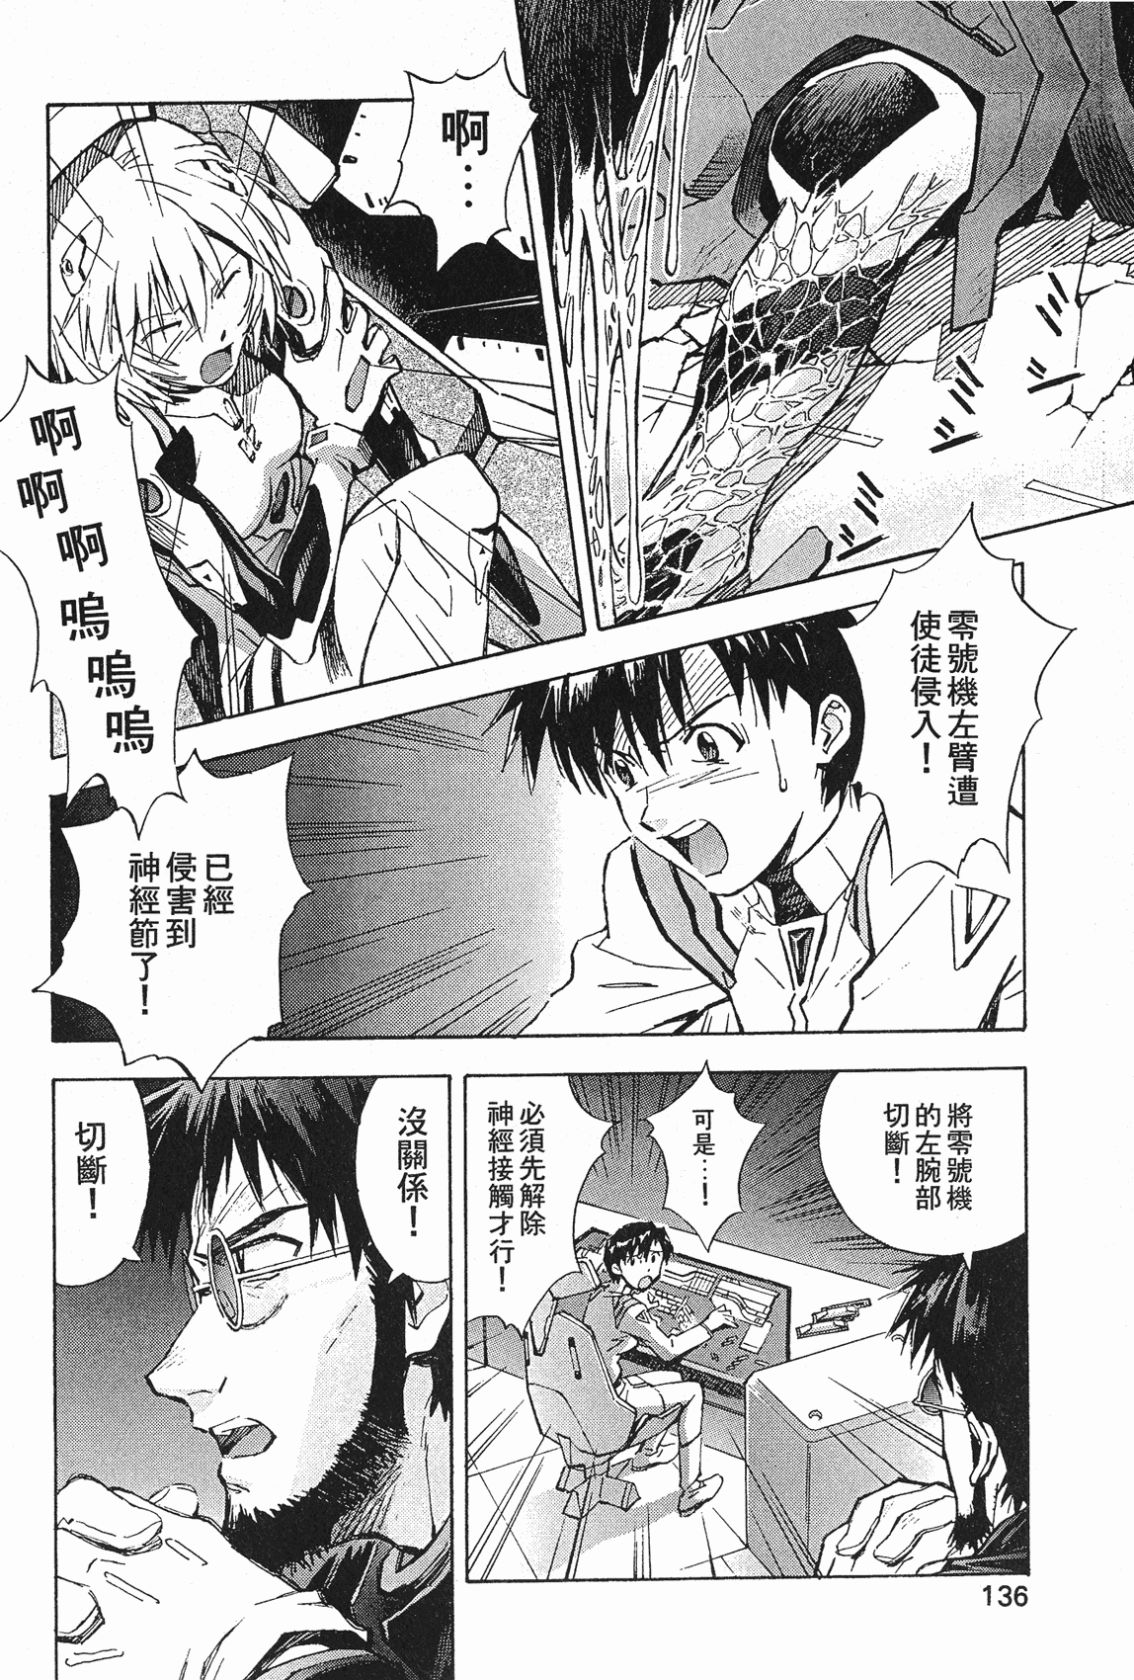 啊…
啊
啊
啊
嗚
嗚
嗚
零號機左臂遭
使徒侵入！
已經
侵害到
神經節了！
將零號機
的左腕部
切斷！
可是…！
必須先解除
神經接觸才行！
沒關係！
切斷！
136